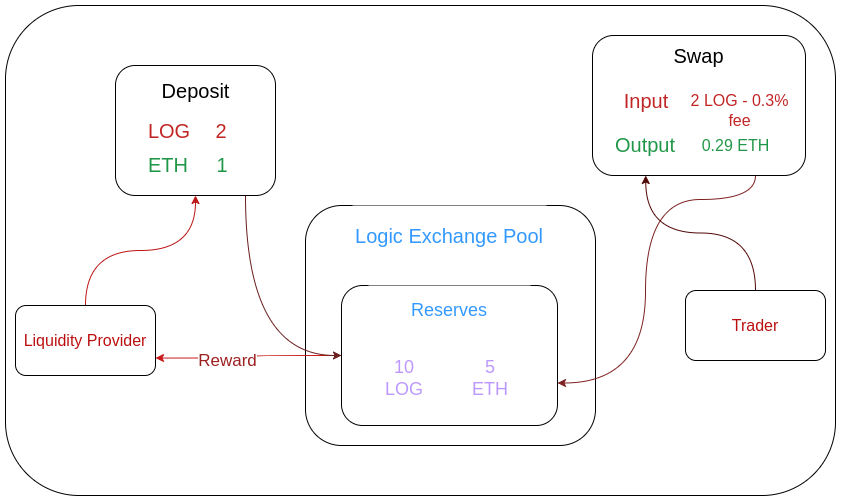 Deposit
LOG 2
ETH 1
Swap
Input 2 LOG - 0.3%
fee
Output 0.29 ETH
Logic Exchange Pool
Reserves
10 5
LOG ETH
Liquidity Provider
Reward
Trader